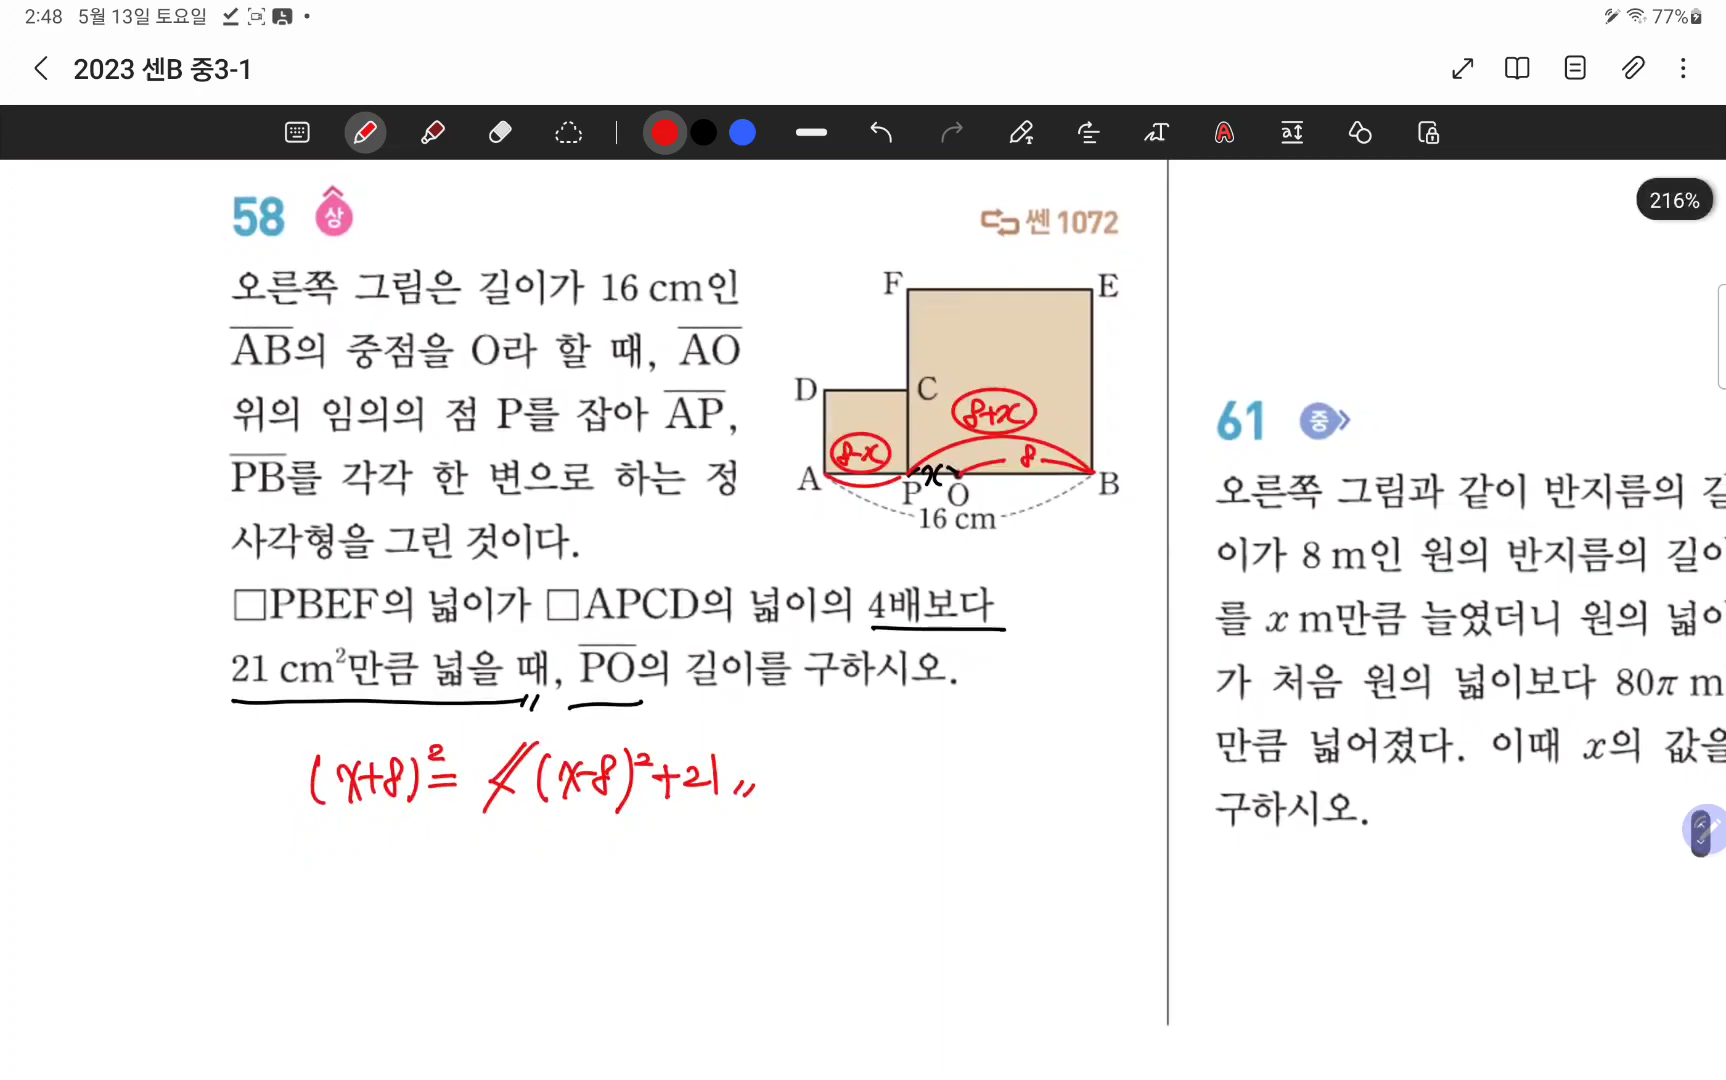 2:48 5월 13일 토요일
77%
2023 쎈B 중3-1
216%
58 상
쎈 1072
오른쪽 그림은 길이가 16 cm인
AB의 중점을 O라 할 때, AO
위의 임의의 점 P를 잡아 AP,
PB를 각각 한 변으로 하는 정
사각형을 그린 것이다.
□PBEF의 넓이가 □APCD의 넓이의 4배보다
21 cm²만큼 넓을 때, PO의 길이를 구하시오.
F E
D C
8+x
8-x
8
A P x O B
16 cm
(x+8)²= 4(x-8)²+21
61 중
오른쪽 그림과 같이 반지름의 길
이가 8 m인 원의 반지름의 길이
를 x m만큼 늘였더니 원의 넓이
가 처음 원의 넓이보다 80π m
만큼 넓어졌다. 이때 x의 값을
구하시오.